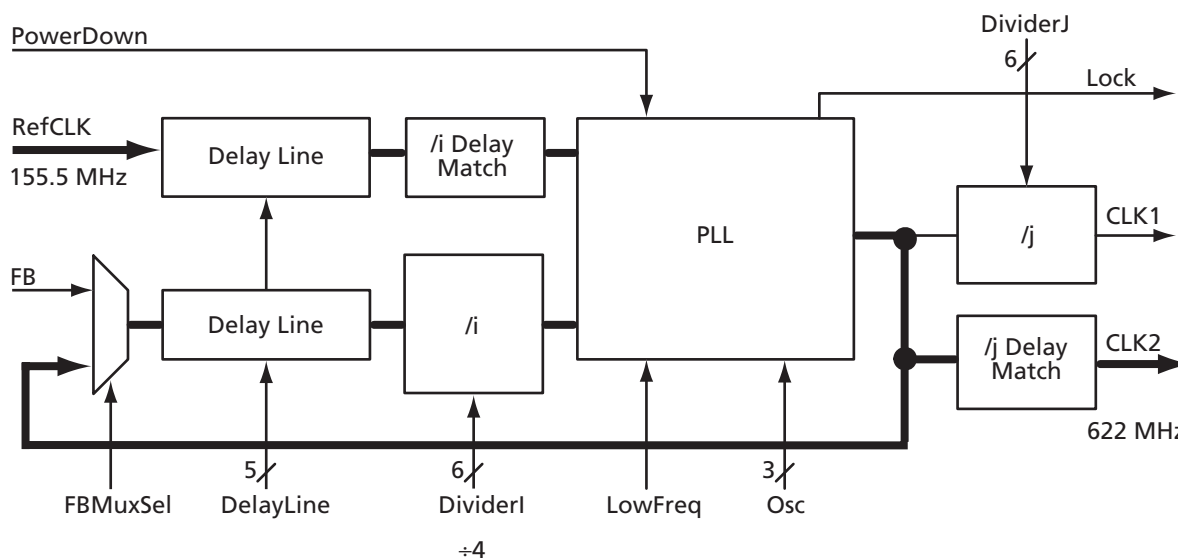 PowerDown
DividerJ
6
Lock
RefCLK
155.5 MHz
Delay Line
/i Delay
Match
PLL
/j
CLK1
FB
Delay Line
/i
/j Delay
Match
CLK2
622 MHz
5
6
3
FBMuxSel
DelayLine
DividerI
LowFreq
Osc
÷4